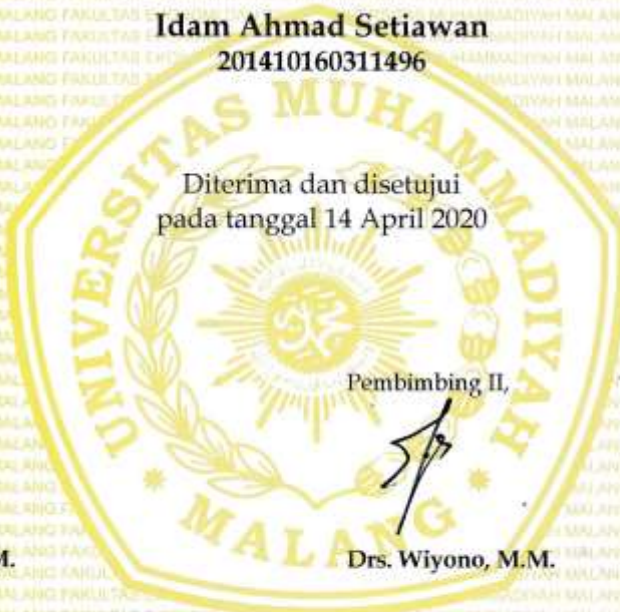 Idam Ahmad Setiawan
201410160311496
UNIVERSITAS MUHAMMADIYAH
MALANG
Diterima dan disetujui
pada tanggal 14 April 2020
Pembimbing II,
M.
Drs. Wiyono, M.M.